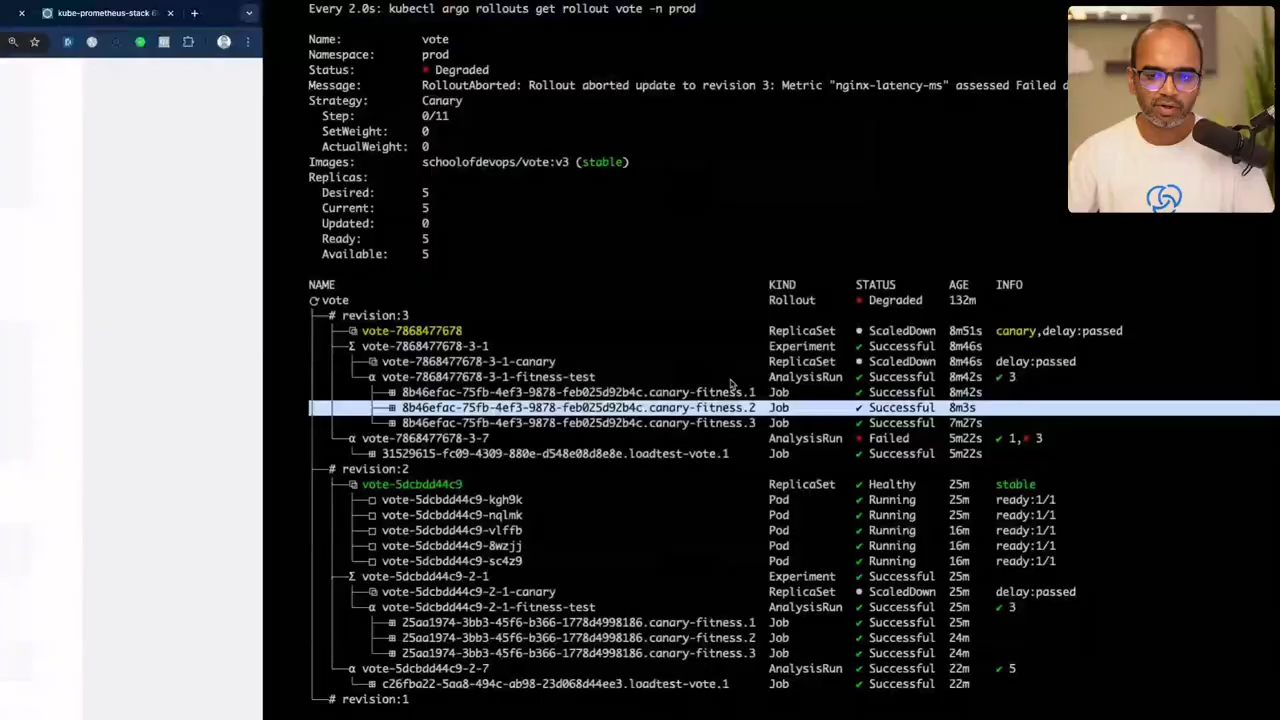 kube-prometheus-stack 6
Every 2.0s: kubectl argo rollouts get rollout vote -n prod
Name: vote
Namespace: prod
Status: Degraded
Message: RolloutAborted: Rollout aborted update to revision 3: Metric "nginx-latency-ms" assessed Failed d
Strategy: Canary
Step: 0/11
SetWeight: 0
ActualWeight: 0
Images: schoolofdevops/vote:v3 (stable)
Replicas:
Desired: 5
Current: 5
Updated: 0
Ready: 5
Available: 5
NAME KIND STATUS AGE INFO
vote Rollout Degraded 132m
# revision:3
vote-7868477678 ReplicaSet ScaledDown 8m51s canary,delay:passed
Σ vote-7868477678-3-1 Experiment ✔ Successful 8m46s
vote-7868477678-3-1-canary ReplicaSet ScaledDown 8m46s delay:passed
α vote-7868477678-3-1-fitness-test AnalysisRun ✔ Successful 8m42s ✔ 3
8b46efac-75fb-4ef3-9878-feb025d92b4c.canary-fitness.1 Job ✔ Successful 8m42s
8b46efac-75fb-4ef3-9878-feb025d92b4c.canary-fitness.2 Job ✔ Successful 8m3s
8b46efac-75fb-4ef3-9878-feb025d92b4c.canary-fitness.3 Job ✔ Successful 7m27s
α vote-7868477678-3-7 AnalysisRun ✖ Failed 5m22s ✔ 1,✖ 3
31529615-fc09-4309-880e-d548e08d8e8e.loadtest-vote.1 Job ✔ Successful 5m22s
# revision:2
vote-5dcbdd44c9 ReplicaSet ✔ Healthy 25m stable
vote-5dcbdd44c9-kgh9k Pod ✔ Running 25m ready:1/1
vote-5dcbdd44c9-nqlmk Pod ✔ Running 25m ready:1/1
vote-5dcbdd44c9-vlffb Pod ✔ Running 16m ready:1/1
vote-5dcbdd44c9-8wzjj Pod ✔ Running 16m ready:1/1
vote-5dcbdd44c9-sc4z9 Pod ✔ Running 16m ready:1/1
Σ vote-5dcbdd44c9-2-1 Experiment ✔ Successful 25m
vote-5dcbdd44c9-2-1-canary ReplicaSet ScaledDown 25m delay:passed
α vote-5dcbdd44c9-2-1-fitness-test AnalysisRun ✔ Successful 25m ✔ 3
25aa1974-3bb3-45f6-b366-1778d4998186.canary-fitness.1 Job ✔ Successful 25m
25aa1974-3bb3-45f6-b366-1778d4998186.canary-fitness.2 Job ✔ Successful 24m
25aa1974-3bb3-45f6-b366-1778d4998186.canary-fitness.3 Job ✔ Successful 24m
α vote-5dcbdd44c9-2-7 AnalysisRun ✔ Successful 22m ✔ 5
c26fba22-5aa8-494c-ab98-23d068d44ee3.loadtest-vote.1 Job ✔ Successful 22m
# revision:1